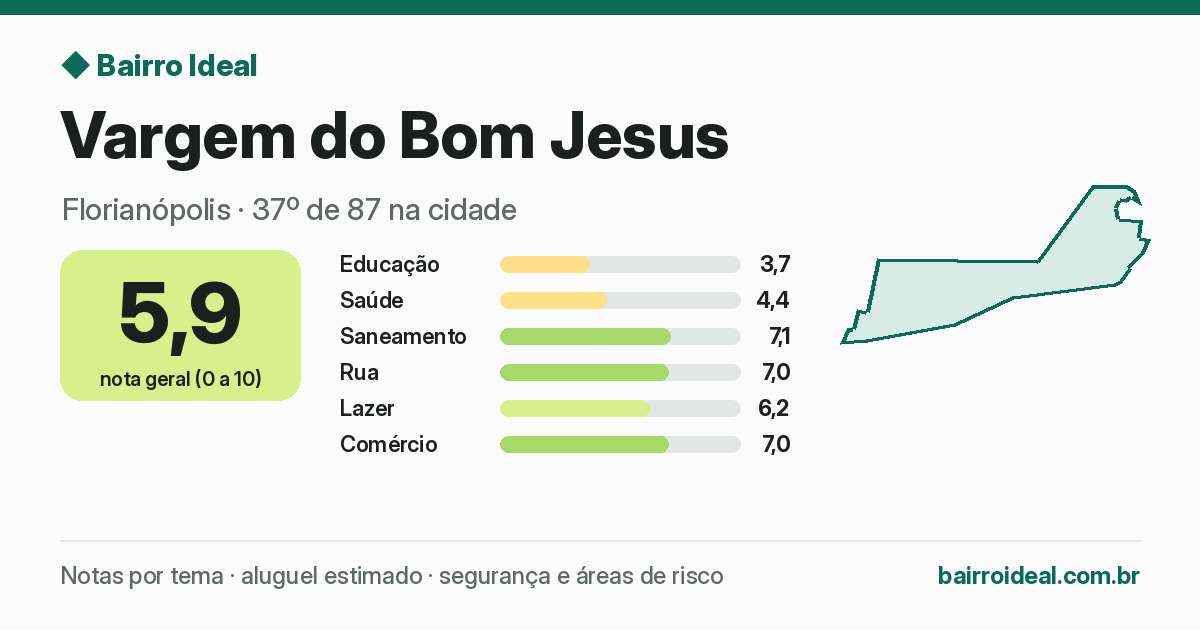 Bairro Ideal
Vargem do Bom Jesus
Florianópolis · 37º de 87 na cidade
5,9
nota geral (0 a 10)
Educação 3,7
Saúde 4,4
Saneamento 7,1
Rua 7,0
Lazer 6,2
Comércio 7,0
Notas por tema · aluguel estimado · segurança e áreas de risco
bairroideal.com.br